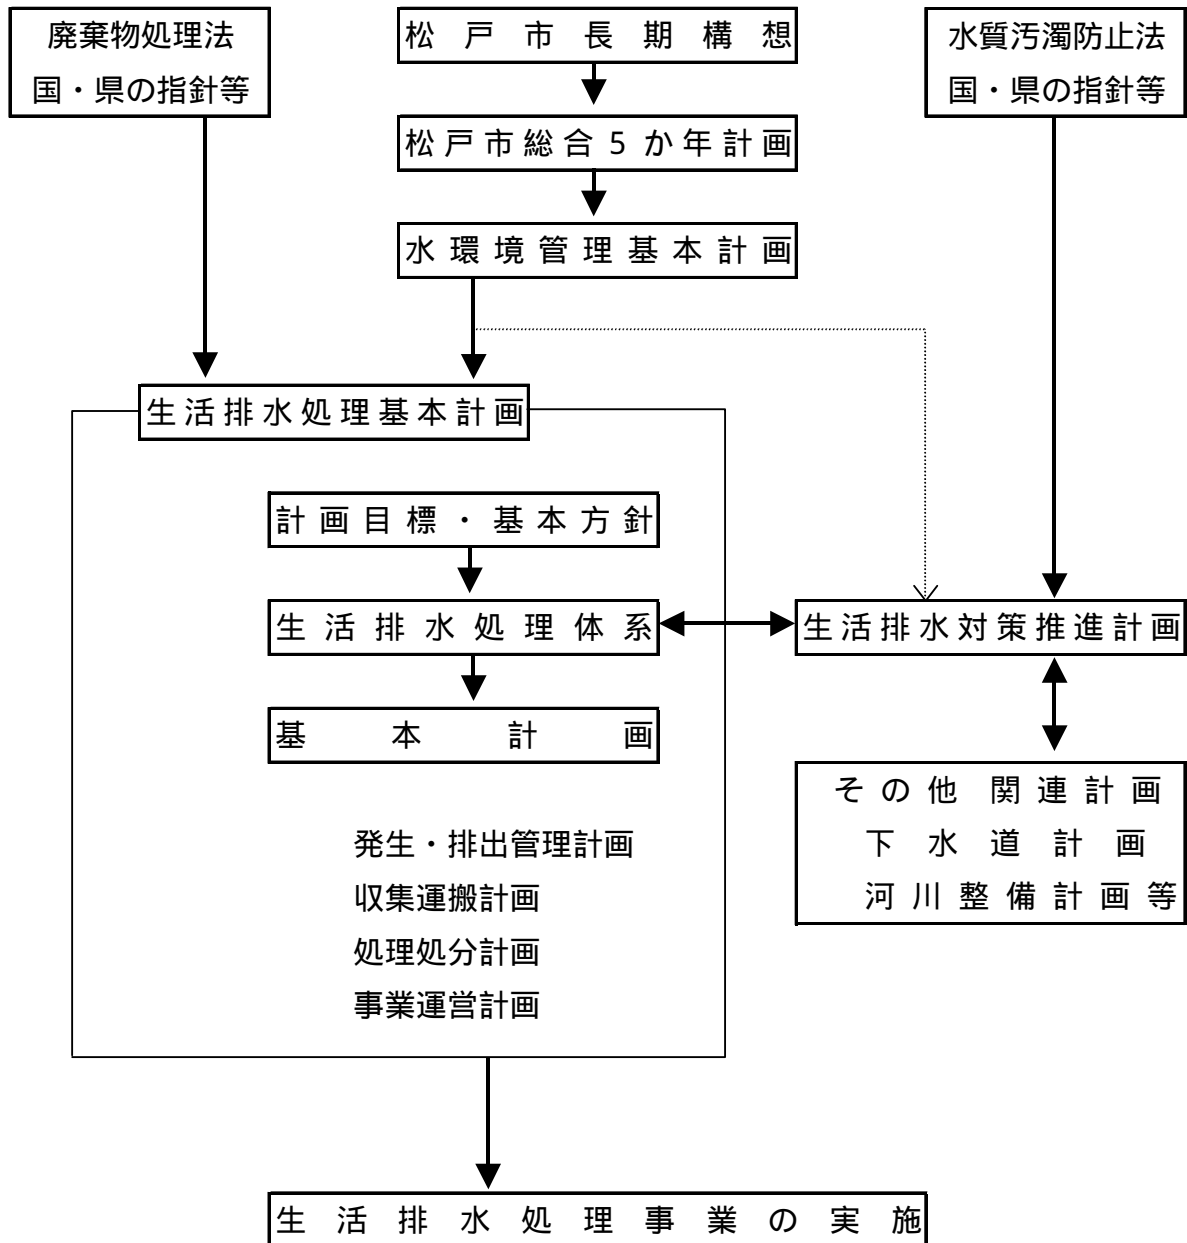 廃棄物処理法
国・県の指針等
松戸市長期構想
水質汚濁防止法
国・県の指針等
松戸市総合5か年計画
水環境管理基本計画
生活排水処理基本計画
計画目標・基本方針
生活排水処理体系
生活排水対策推進計画
基本計画
その他 関連計画
下水道計画
河川整備計画等
発生・排出管理計画
収集運搬計画
処理処分計画
事業運営計画
生活排水処理事業の実施